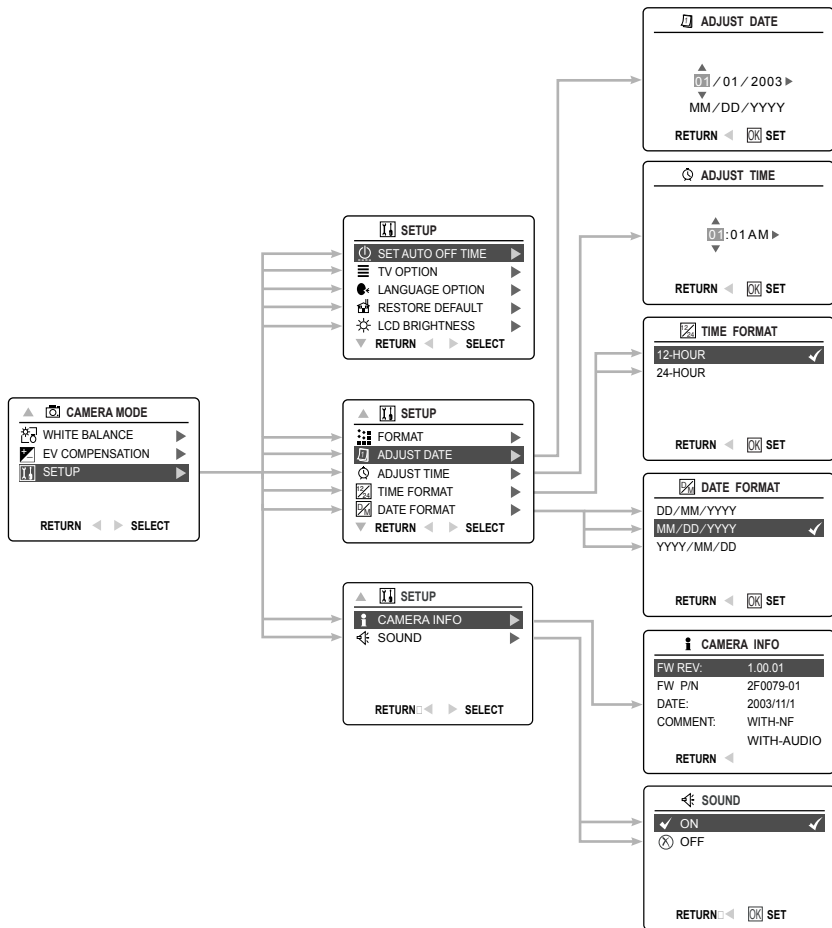 CAMERA MODE
WHITE BALANCE
EV COMPENSATION
SETUP
RETURN SELECT
SETUP
SET AUTO OFF TIME
TV OPTION
LANGUAGE OPTION
RESTORE DEFAULT
LCD BRIGHTNESS
RETURN SELECT
SETUP
FORMAT
ADJUST DATE
ADJUST TIME
12/24 TIME FORMAT
D/M DATE FORMAT
RETURN SELECT
SETUP
CAMERA INFO
SOUND
RETURN SELECT
ADJUST DATE
01/01/2003
MM/DD/YYYY
RETURN OK SET
ADJUST TIME
01:01AM
RETURN OK SET
12/24 TIME FORMAT
12-HOUR
24-HOUR
RETURN OK SET
D/M DATE FORMAT
DD/MM/YYYY
MM/DD/YYYY
YYYY/MM/DD
RETURN OK SET
CAMERA INFO
FW REV: 1.00.01
FW P/N 2F0079-01
DATE: 2003/11/1
COMMENT: WITH-NF
WITH-AUDIO
RETURN
SOUND
ON
OFF
RETURN OK SET